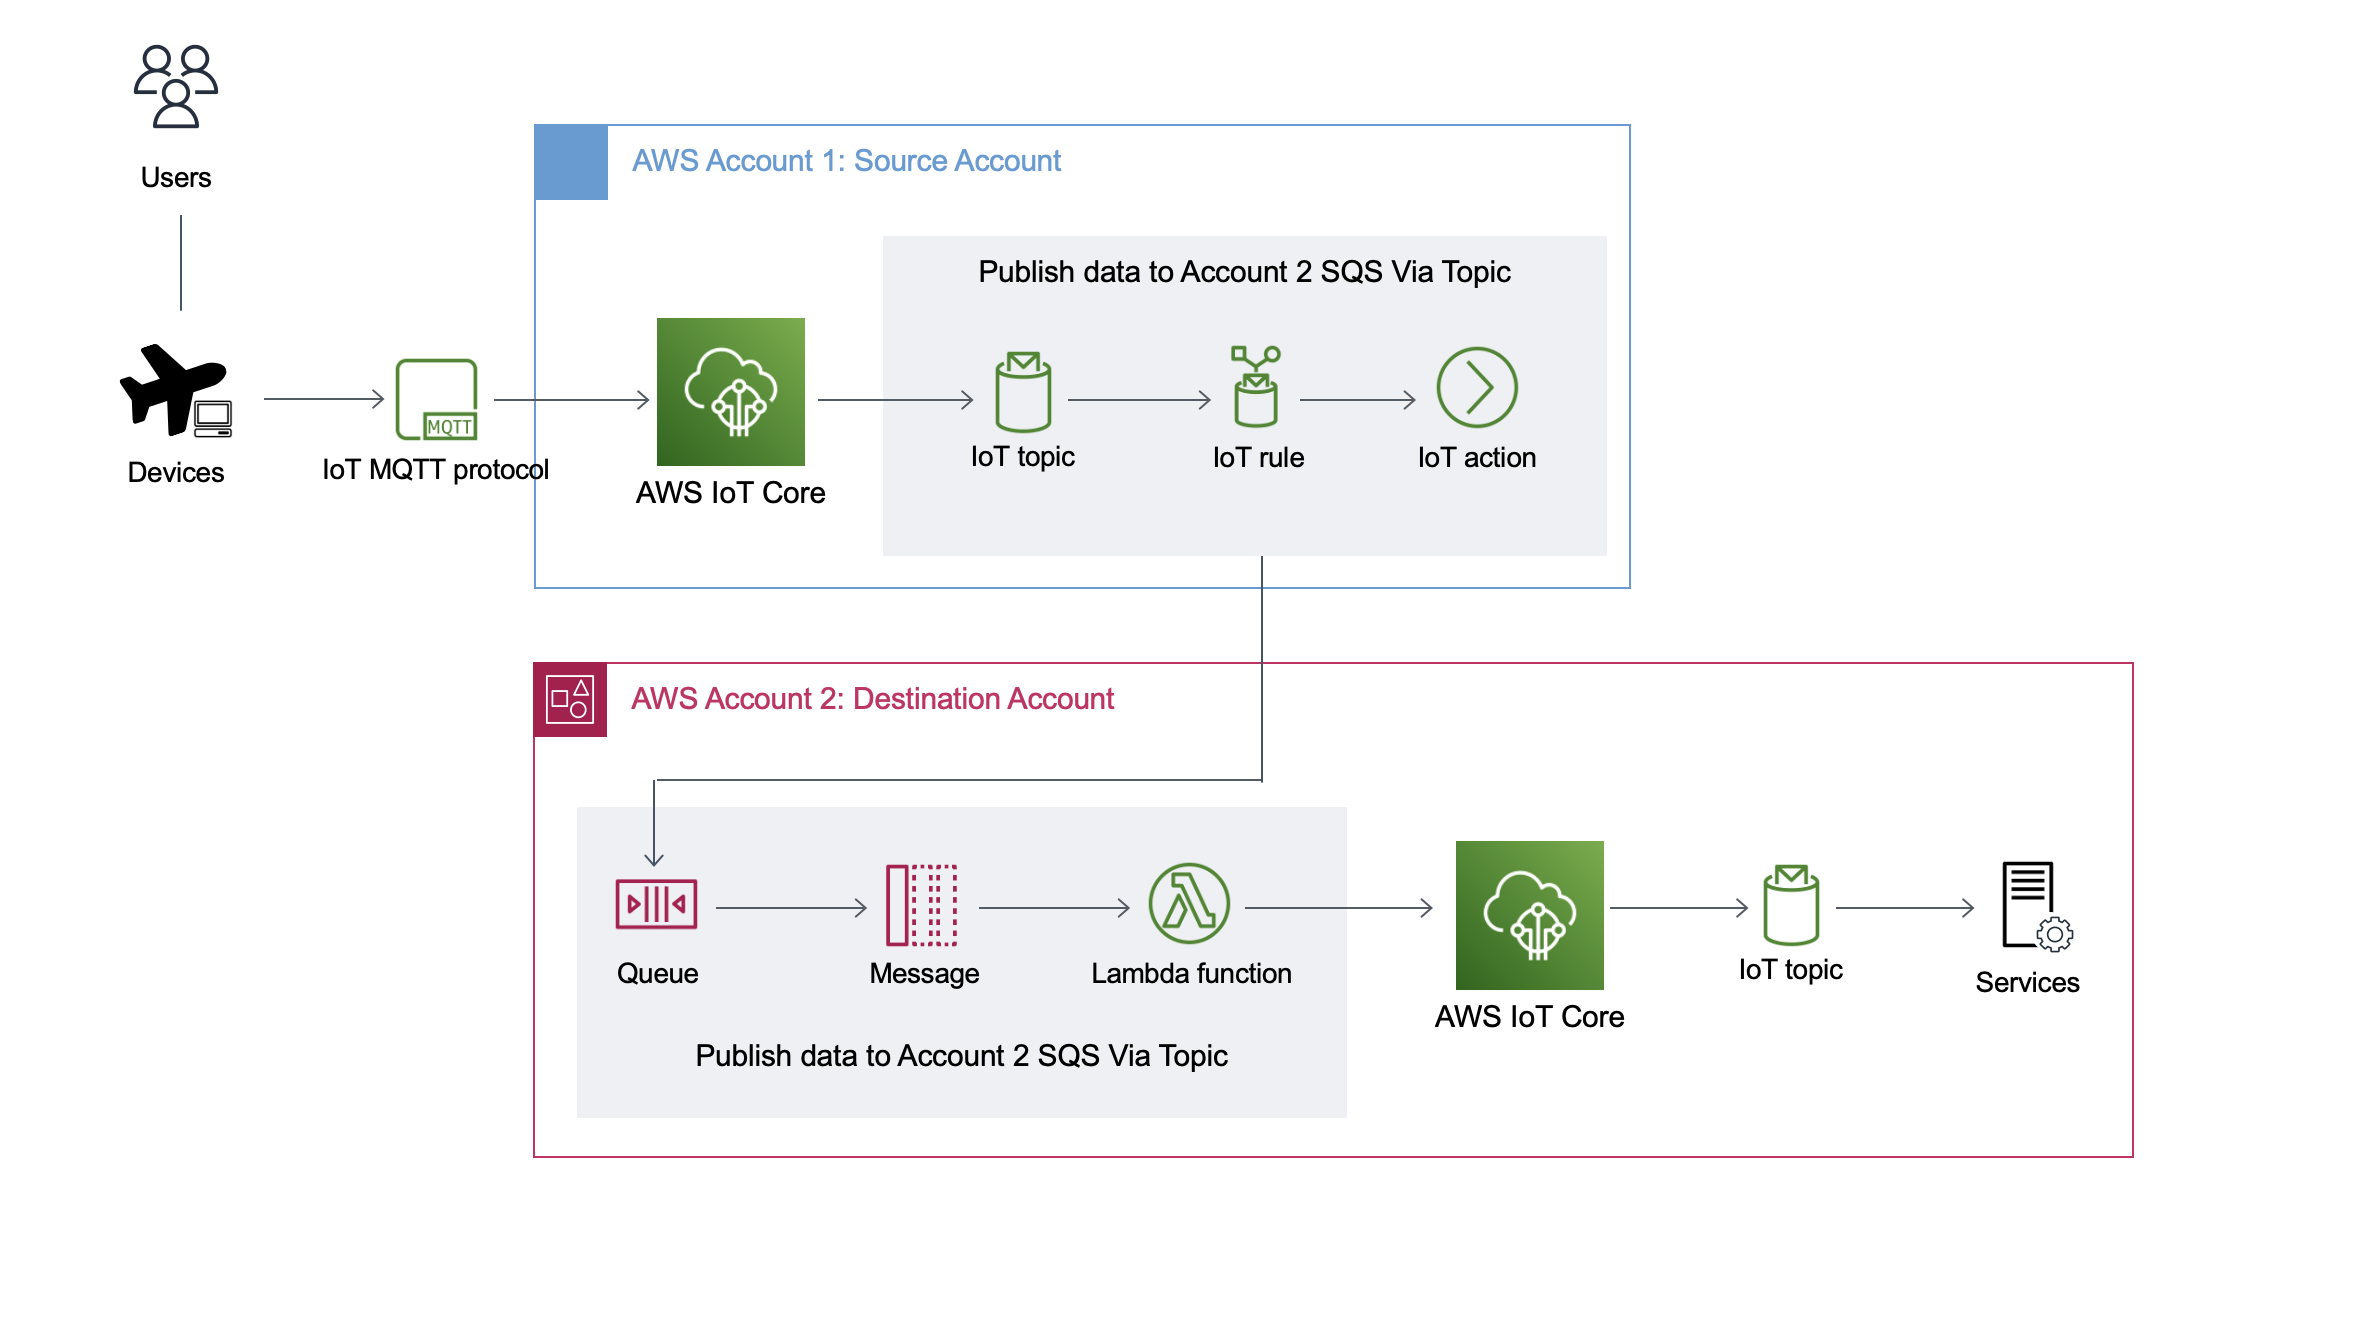 Users
AWS Account 1: Source Account
Publish data to Account 2 SQS Via Topic
MQTT
Devices
IoT MQTT protocol
AWS IoT Core
IoT topic
IoT rule
IoT action
AWS Account 2: Destination Account
Queue
Message
Lambda function
AWS IoT Core
IoT topic
Services
Publish data to Account 2 SQS Via Topic